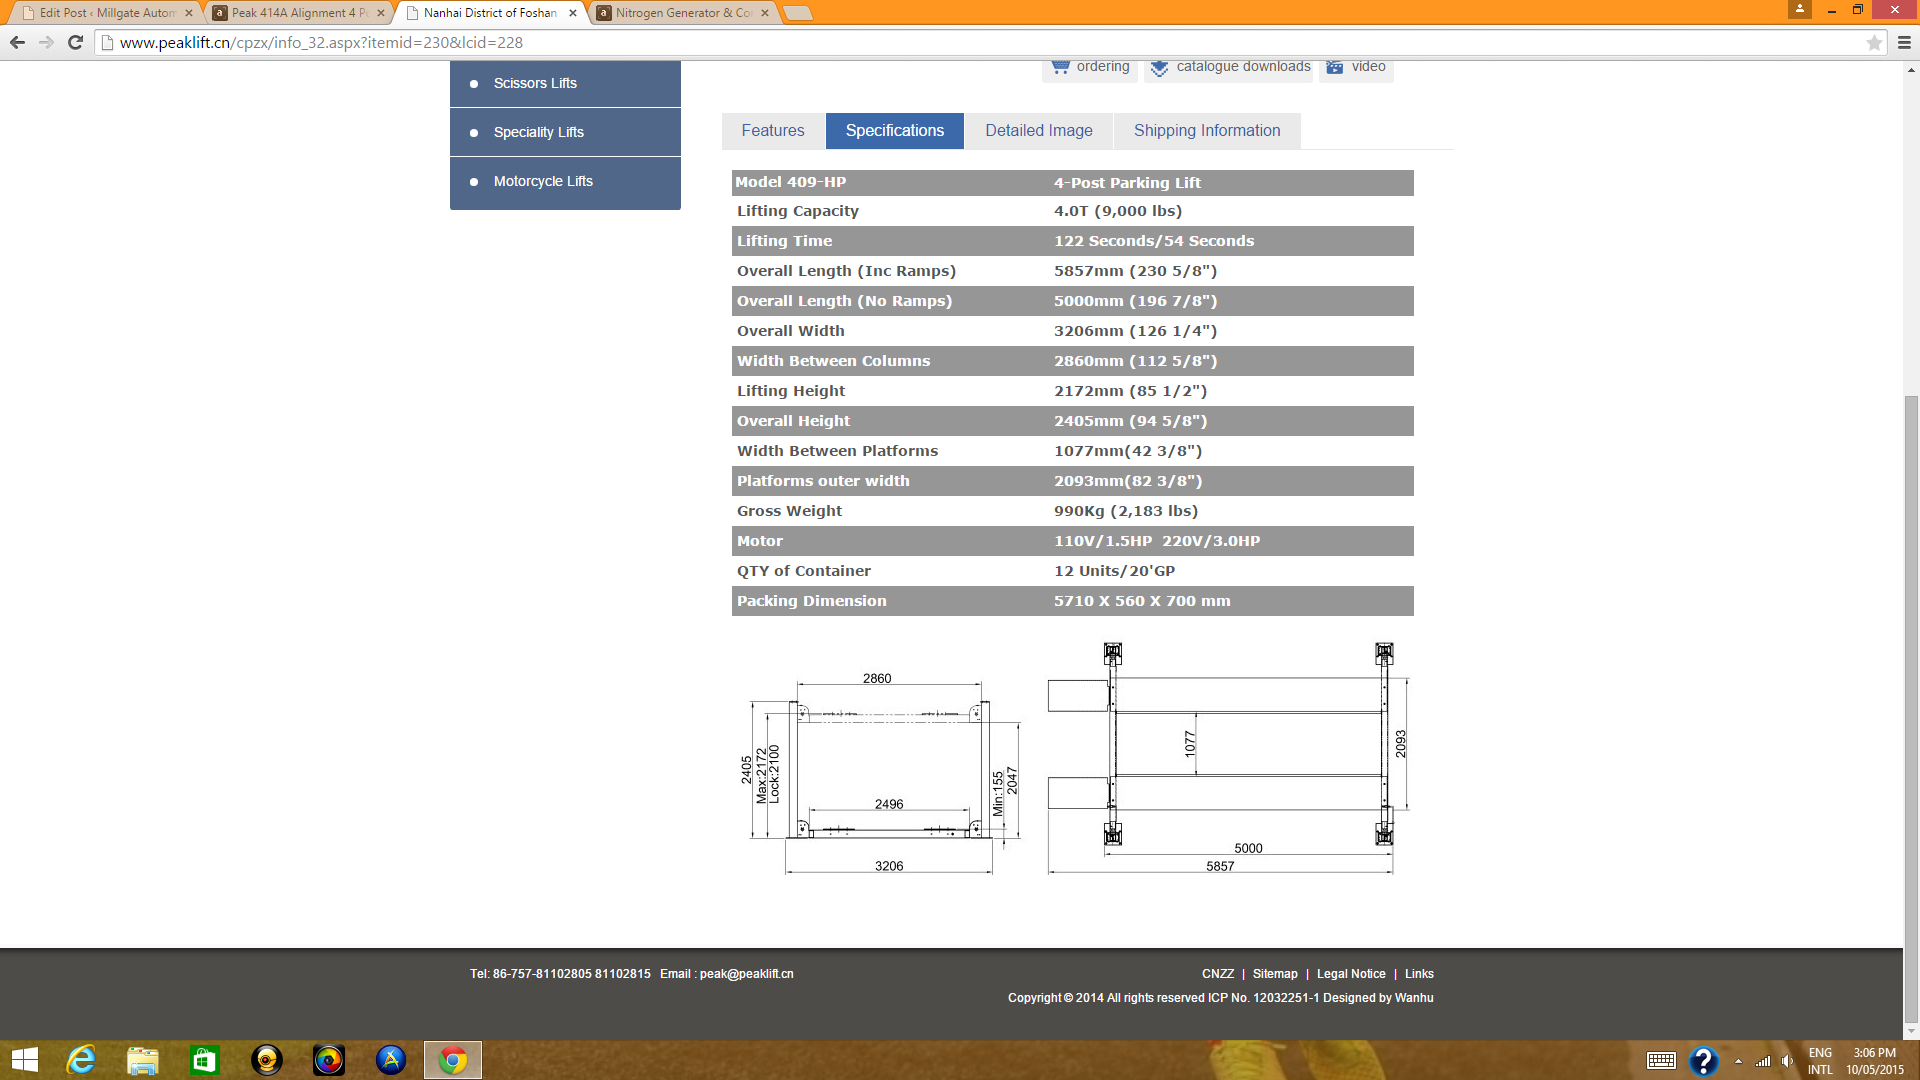 Edit Post ‹ Millgate Autom
Peak 414A Alignment 4 P
Nanhai District of Foshan
Nitrogen Generator & Co
www.peaklift.cn/cpzx/info_32.aspx?itemid=230&lcid=228
ordering
catalogue downloads
video
Scissors Lifts
Speciality Lifts
Motorcycle Lifts
Features Specifications Detailed Image Shipping Information
Model 409-HP 4-Post Parking Lift
Lifting Capacity 4.0T (9,000 lbs)
Lifting Time 122 Seconds/54 Seconds
Overall Length (Inc Ramps) 5857mm (230 5/8")
Overall Length (No Ramps) 5000mm (196 7/8")
Overall Width 3206mm (126 1/4")
Width Between Columns 2860mm (112 5/8")
Lifting Height 2172mm (85 1/2")
Overall Height 2405mm (94 5/8")
Width Between Platforms 1077mm(42 3/8")
Platforms outer width 2093mm(82 3/8")
Gross Weight 990Kg (2,183 lbs)
Motor 110V/1.5HP 220V/3.0HP
QTY of Container 12 Units/20'GP
Packing Dimension 5710 X 560 X 700 mm
2860
2405
Max:2172
Lock:2100
2496
Min:155
2047
3206
1077
2093
5000
5857
Tel: 86-757-81102805 81102815 Email : peak@peaklift.cn
CNZZ | Sitemap | Legal Notice | Links
Copyright © 2014 All rights reserved ICP No. 12032251-1 Designed by Wanhu
ENG
INTL
3:06 PM
10/05/2015